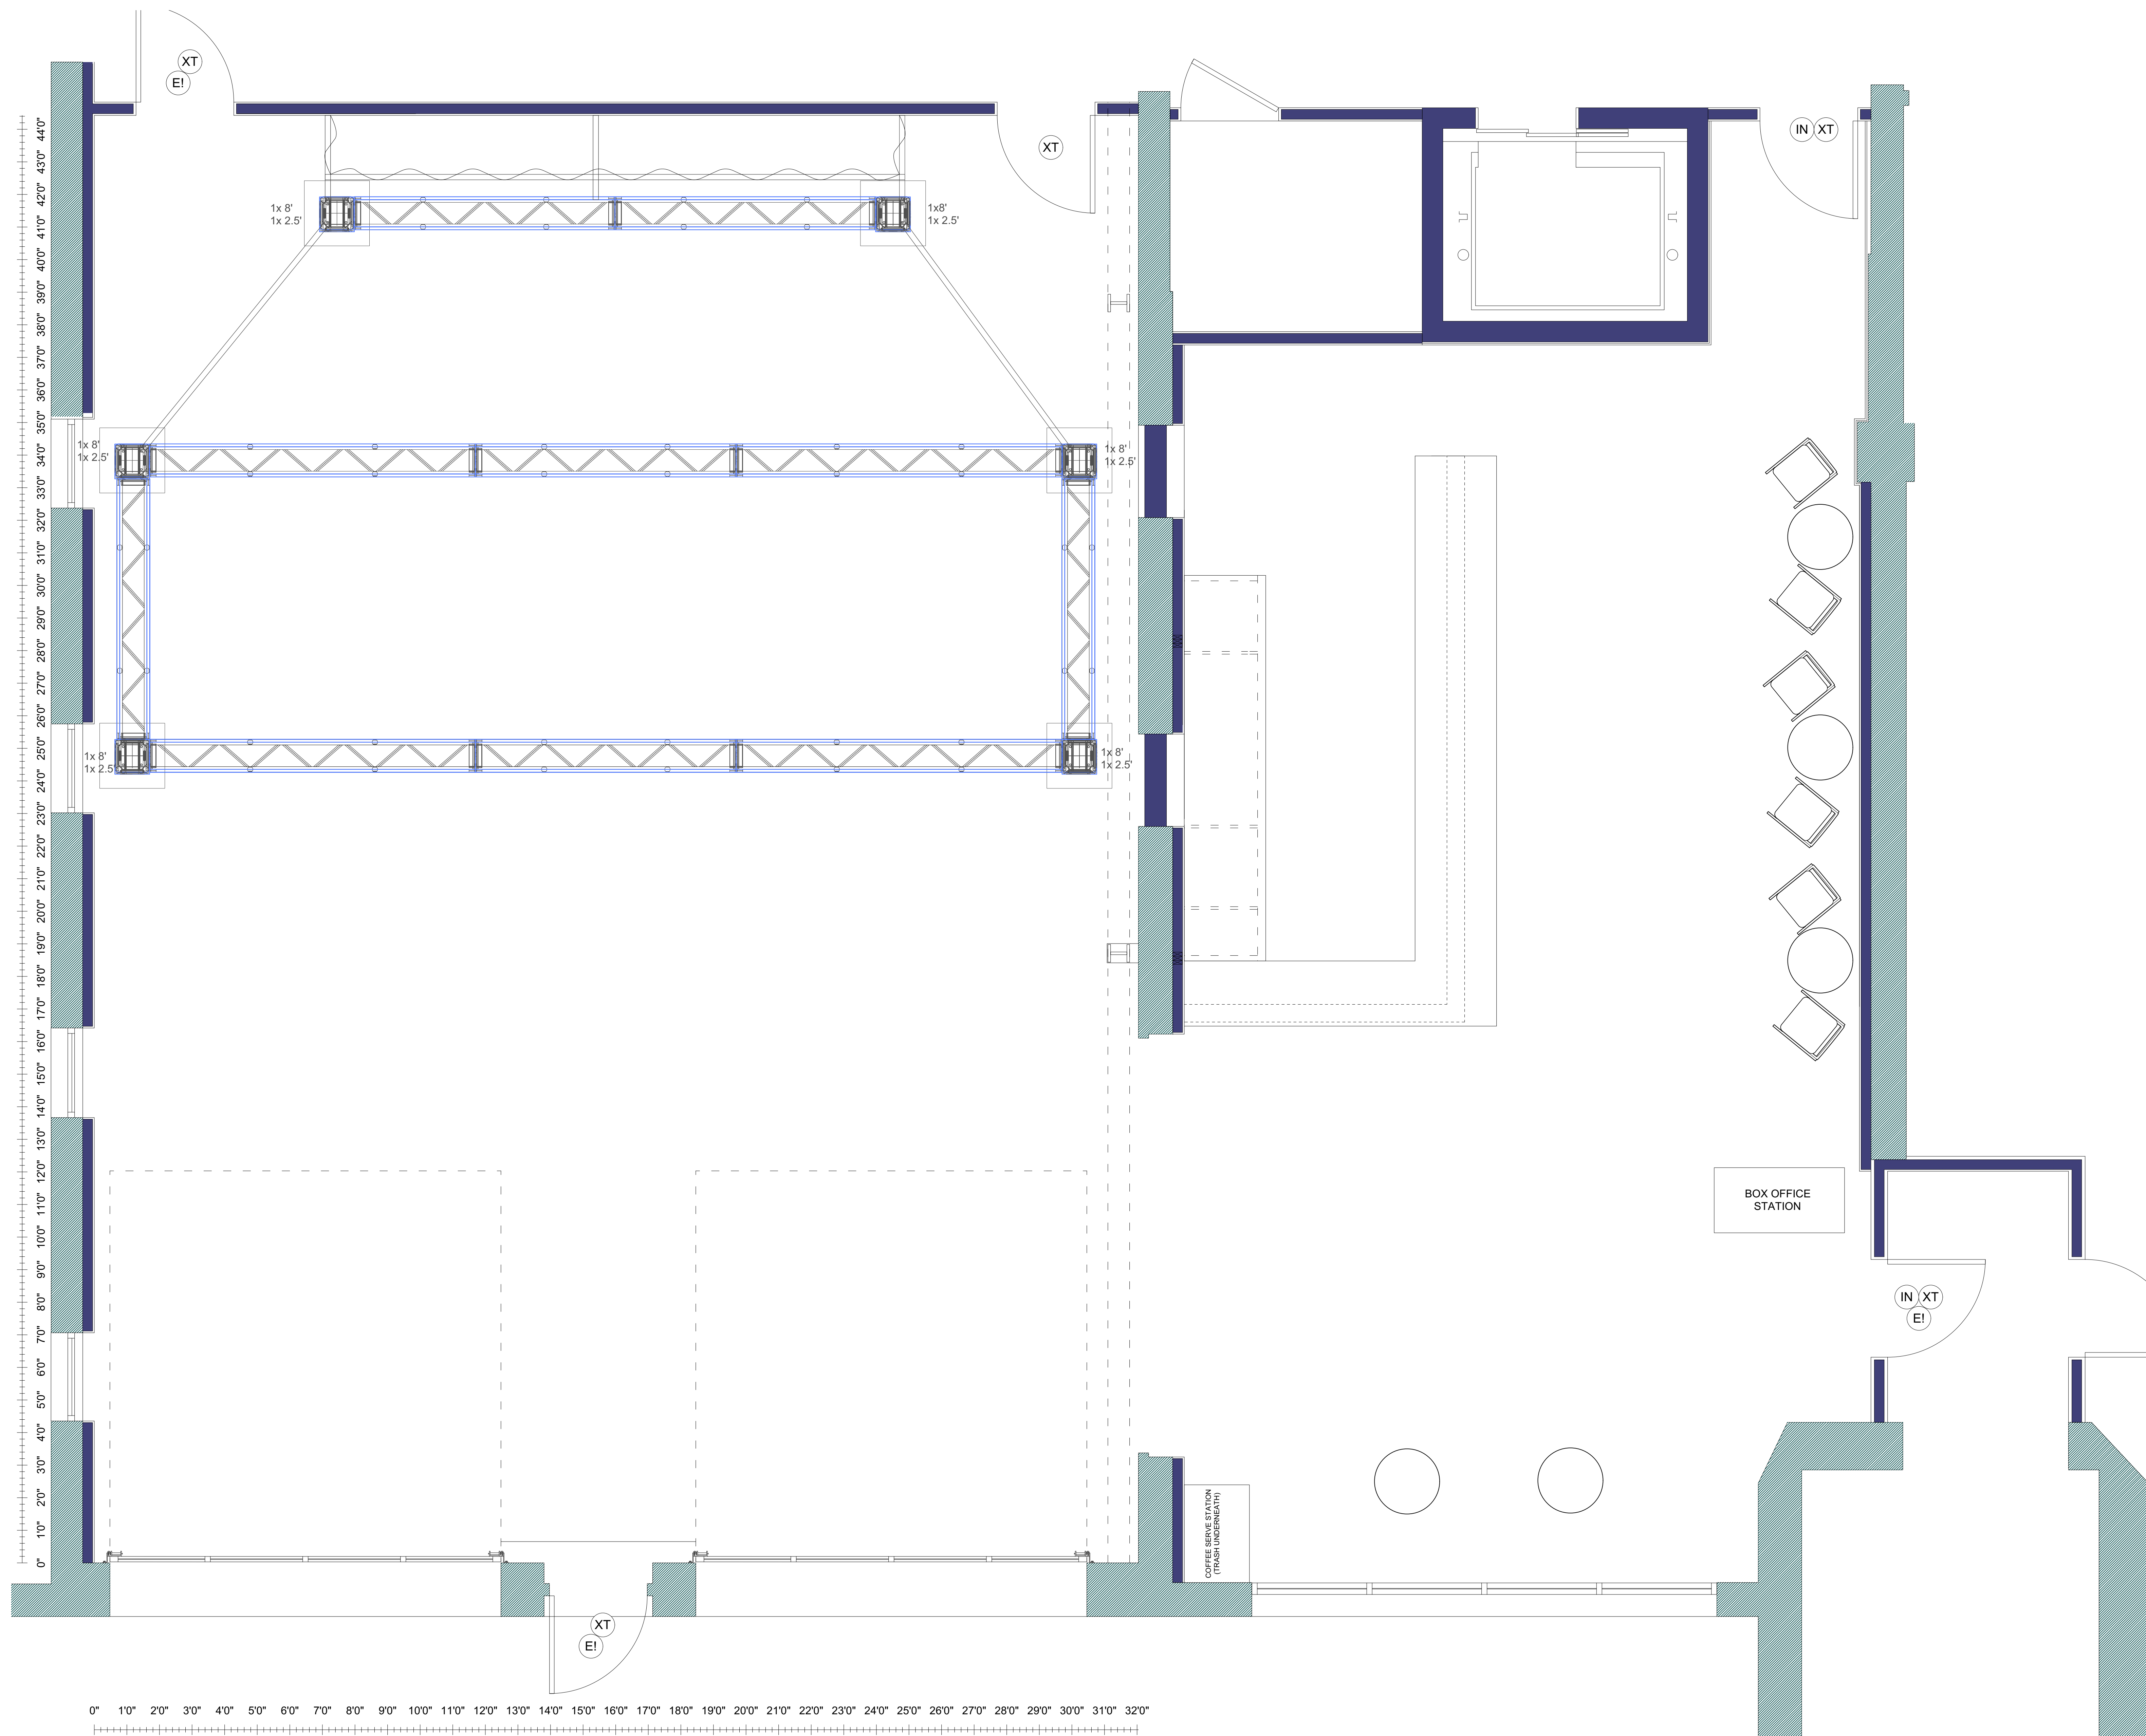 XT
E!
XT
IN XT
44'0"
43'0"
42'0"
41'0"
40'0"
39'0"
38'0"
37'0"
36'0"
35'0"
34'0"
33'0"
32'0"
31'0"
30'0"
29'0"
28'0"
27'0"
26'0"
25'0"
24'0"
23'0"
22'0"
21'0"
20'0"
19'0"
18'0"
17'0"
16'0"
15'0"
14'0"
13'0"
12'0"
11'0"
10'0"
9'0"
8'0"
7'0"
6'0"
5'0"
4'0"
3'0"
2'0"
1'0"
0"
1x 8'
1x 2.5'
1x8'
1x 2.5'
1x 8'
1x 2.5'
1x 8'
1x 2.5'
1x 8'
1x 2.5'
1x 8'
1x 2.5'
BOX OFFICE
STATION
IN XT
E!
COFFEE SERVE STATION
(TRASH UNDERNEATH)
XT
E!
0" 1'0" 2'0" 3'0" 4'0" 5'0" 6'0" 7'0" 8'0" 9'0" 10'0" 11'0" 12'0" 13'0" 14'0" 15'0" 16'0" 17'0" 18'0" 19'0" 20'0" 21'0" 22'0" 23'0" 24'0" 25'0" 26'0" 27'0" 28'0" 29'0" 30'0" 31'0" 32'0"